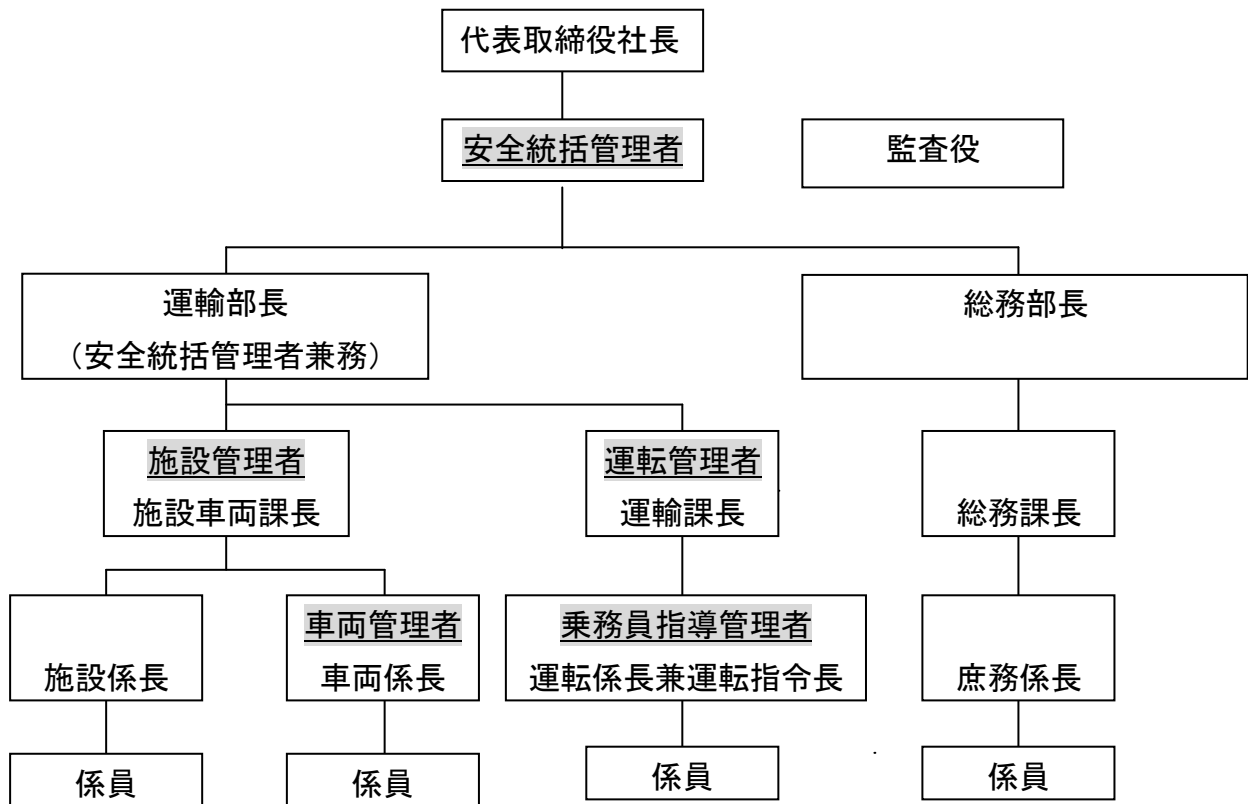 代表取締役社長
安全統括管理者
監査役
運輸部長
（安全統括管理者兼務）
総務部長
施設管理者
施設車両課長
運転管理者
運輸課長
総務課長
施設係長
車両管理者
車両係長
乗務員指導管理者
運転係長兼運転指令長
庶務係長
係員
係員
係員
係員